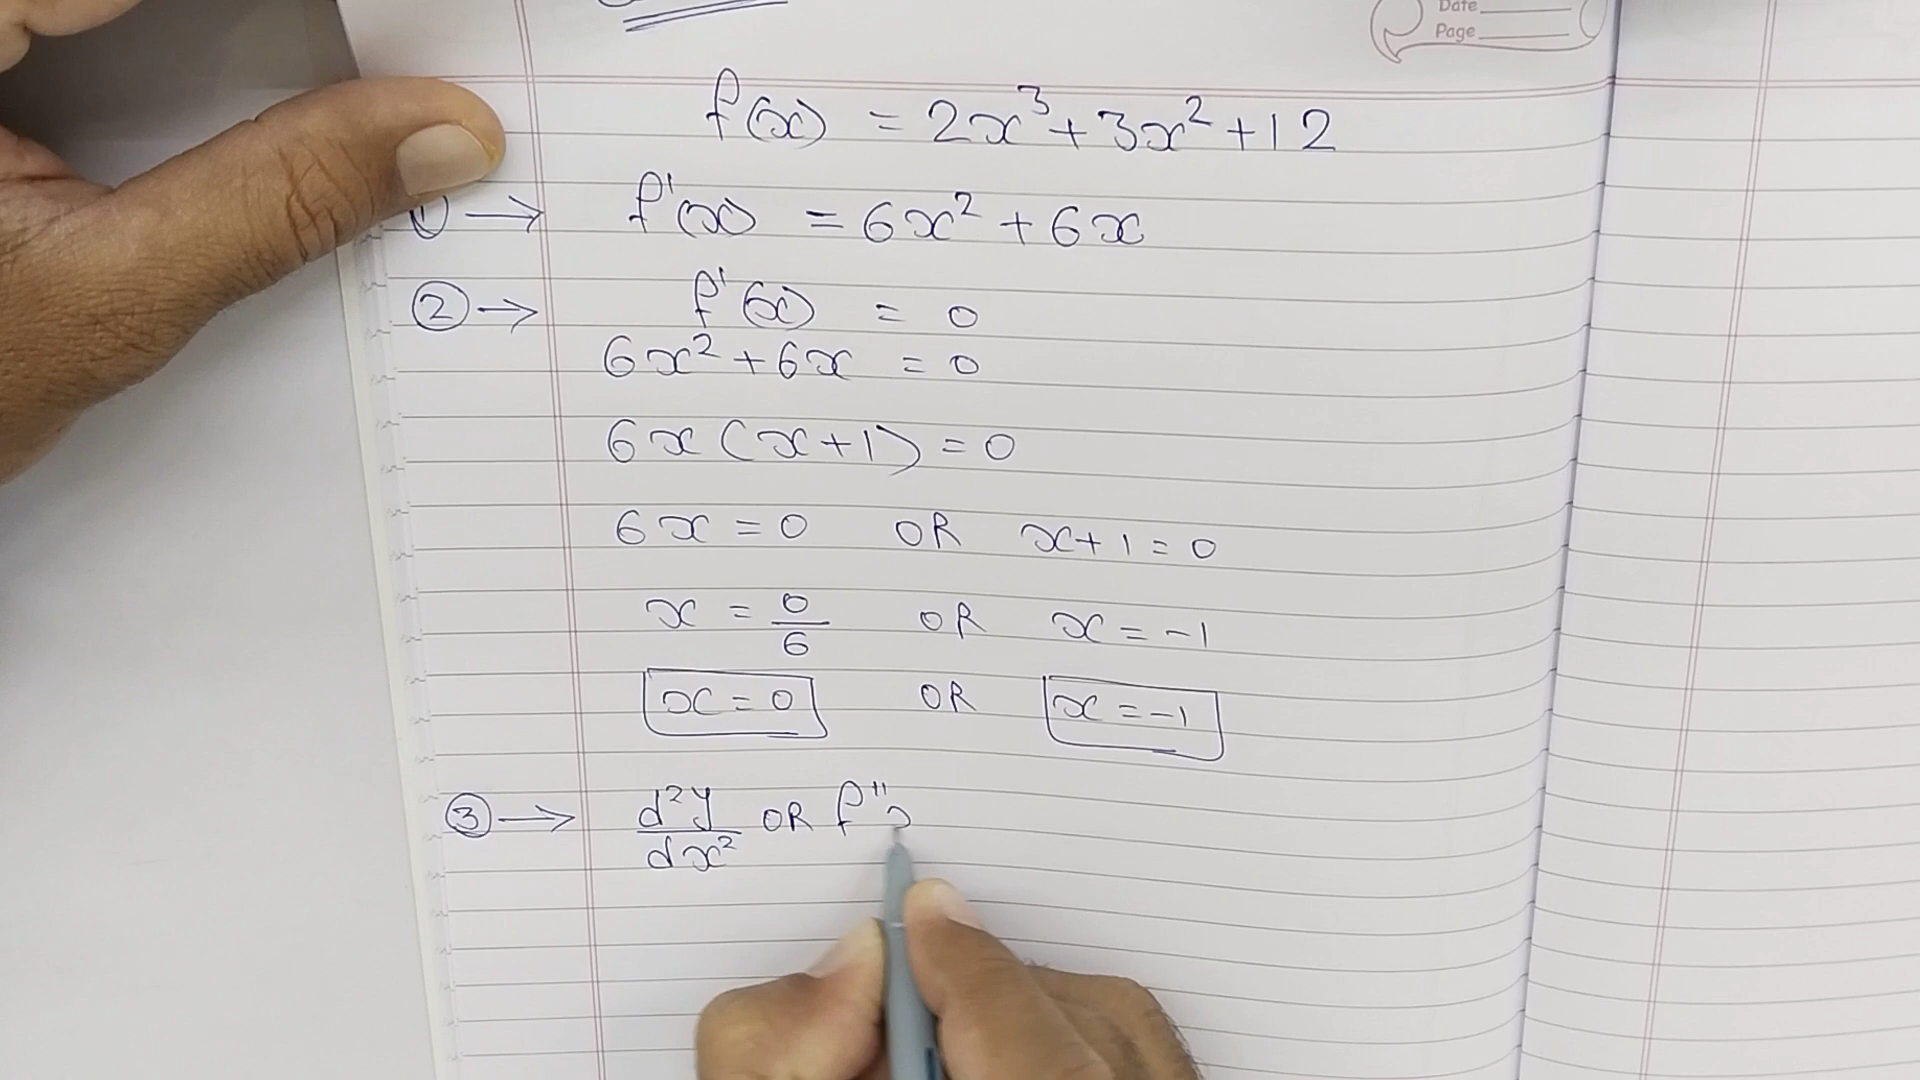 Date
Page
f(x) = 2x³+3x²+12
① → f'(x) = 6x²+6x
② → f'(x) = 0
6x²+6x = 0
6x(x+1)=0
6x=0 OR x+1=0
x = 0/6 OR x=-1
x=0 OR x=-1
③ → d²y/dx² OR f"